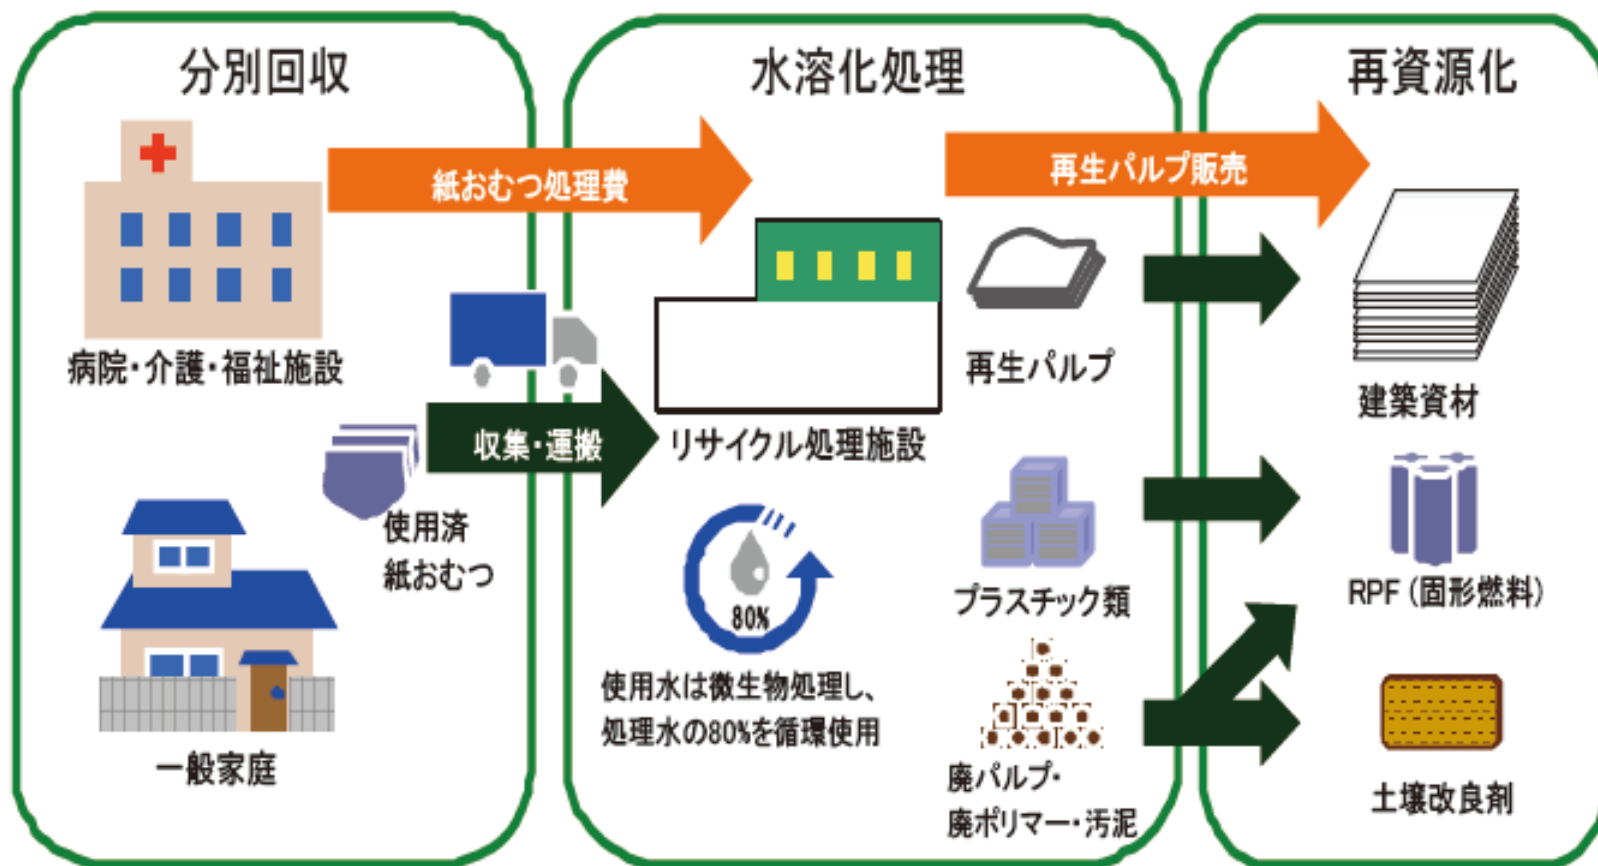 分別回収
紙おむつ処理費
病院・介護・福祉施設
収集・運搬
使用済
紙おむつ
一般家庭
水溶化処理
リサイクル処理施設
80%
使用水は微生物処理し、
処理水の80%を循環使用
再生パルプ販売
再生パルプ
プラスチック類
廃パルプ・
廃ポリマー・汚泥
再資源化
建築資材
RPF(固形燃料)
土壌改良剤